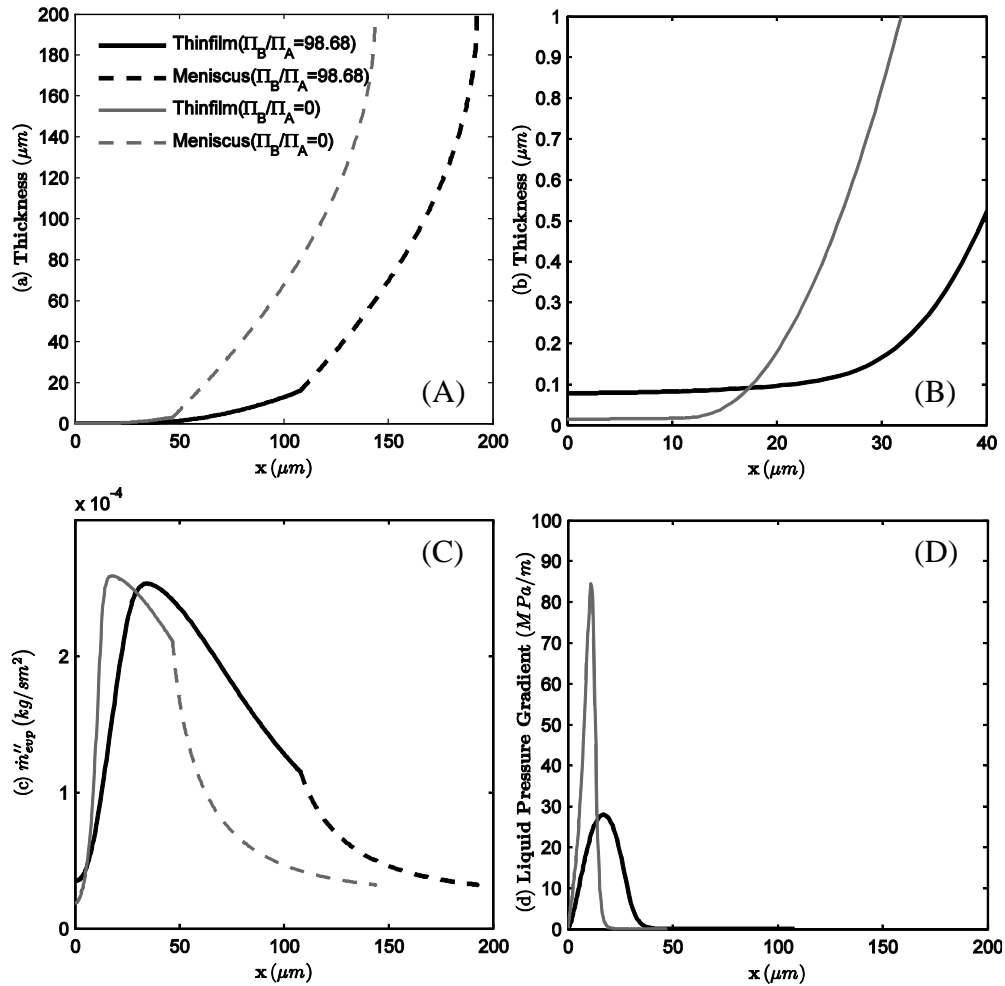 200
180
160
140
120
100
80
60
40
20
0
(a) Thickness (μm)
Thinfilm(Π_B/Π_A=98.68)
Meniscus(Π_B/Π_A=98.68)
Thinfilm(Π_B/Π_A=0)
Meniscus(Π_B/Π_A=0)
(A)
0 50 100 150 200
x (μm)
1
0.9
0.8
0.7
0.6
0.5
0.4
0.3
0.2
0.1
0
(b) Thickness (μm)
(B)
0 10 20 30 40
x (μm)
x 10⁻⁴
2
1
0
(c) ṁ″evp (kg/sm²)
(C)
0 50 100 150 200
x (μm)
100
90
80
70
60
50
40
30
20
10
0
(d) Liquid Pressure Gradient (MPa/m)
(D)
0 50 100 150 200
x (μm)